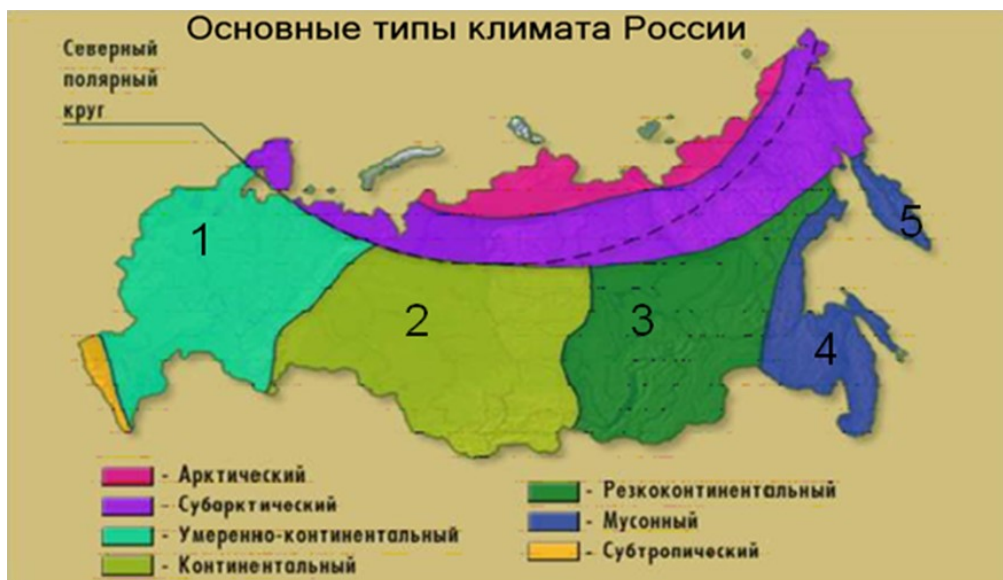 Основные типы климата России
Северный
полярный
круг
1
2
3
4
5
- Арктический
- Субарктический
- Умеренно-континентальный
- Континентальный
- Резкоконтинентальный
- Мусонный
- Субтропический